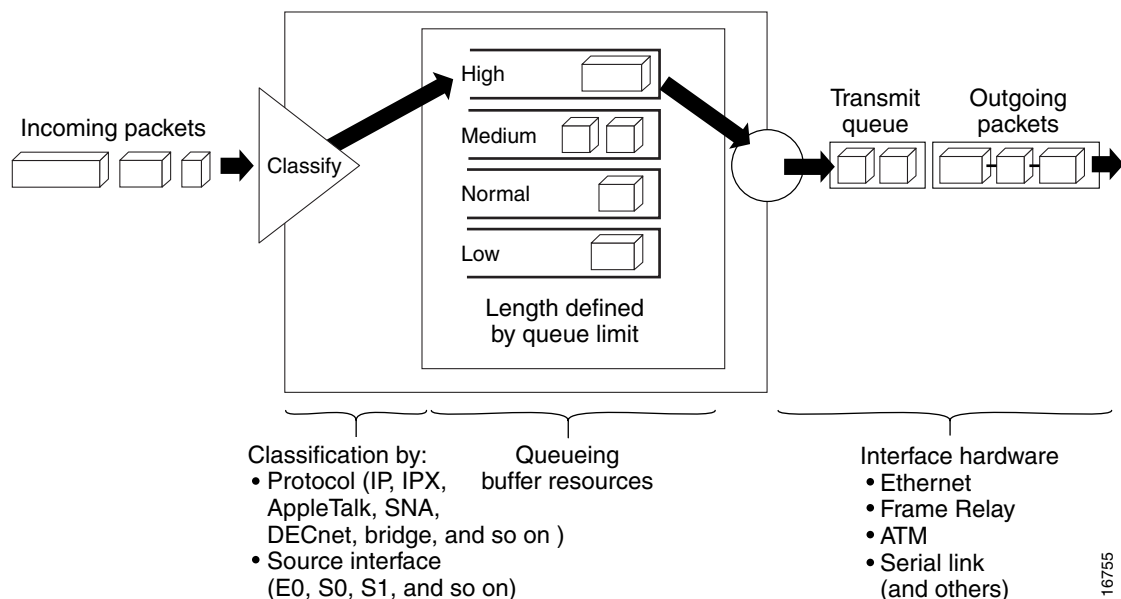 Incoming packets
Classify
High
Medium
Normal
Low
Length defined
by queue limit
Transmit
queue
Outgoing
packets
Classification by:
• Protocol (IP, IPX,
AppleTalk, SNA,
DECnet, bridge, and so on )
• Source interface
(E0, S0, S1, and so on)
Queueing
buffer resources
Interface hardware
• Ethernet
• Frame Relay
• ATM
• Serial link
(and others)
16755